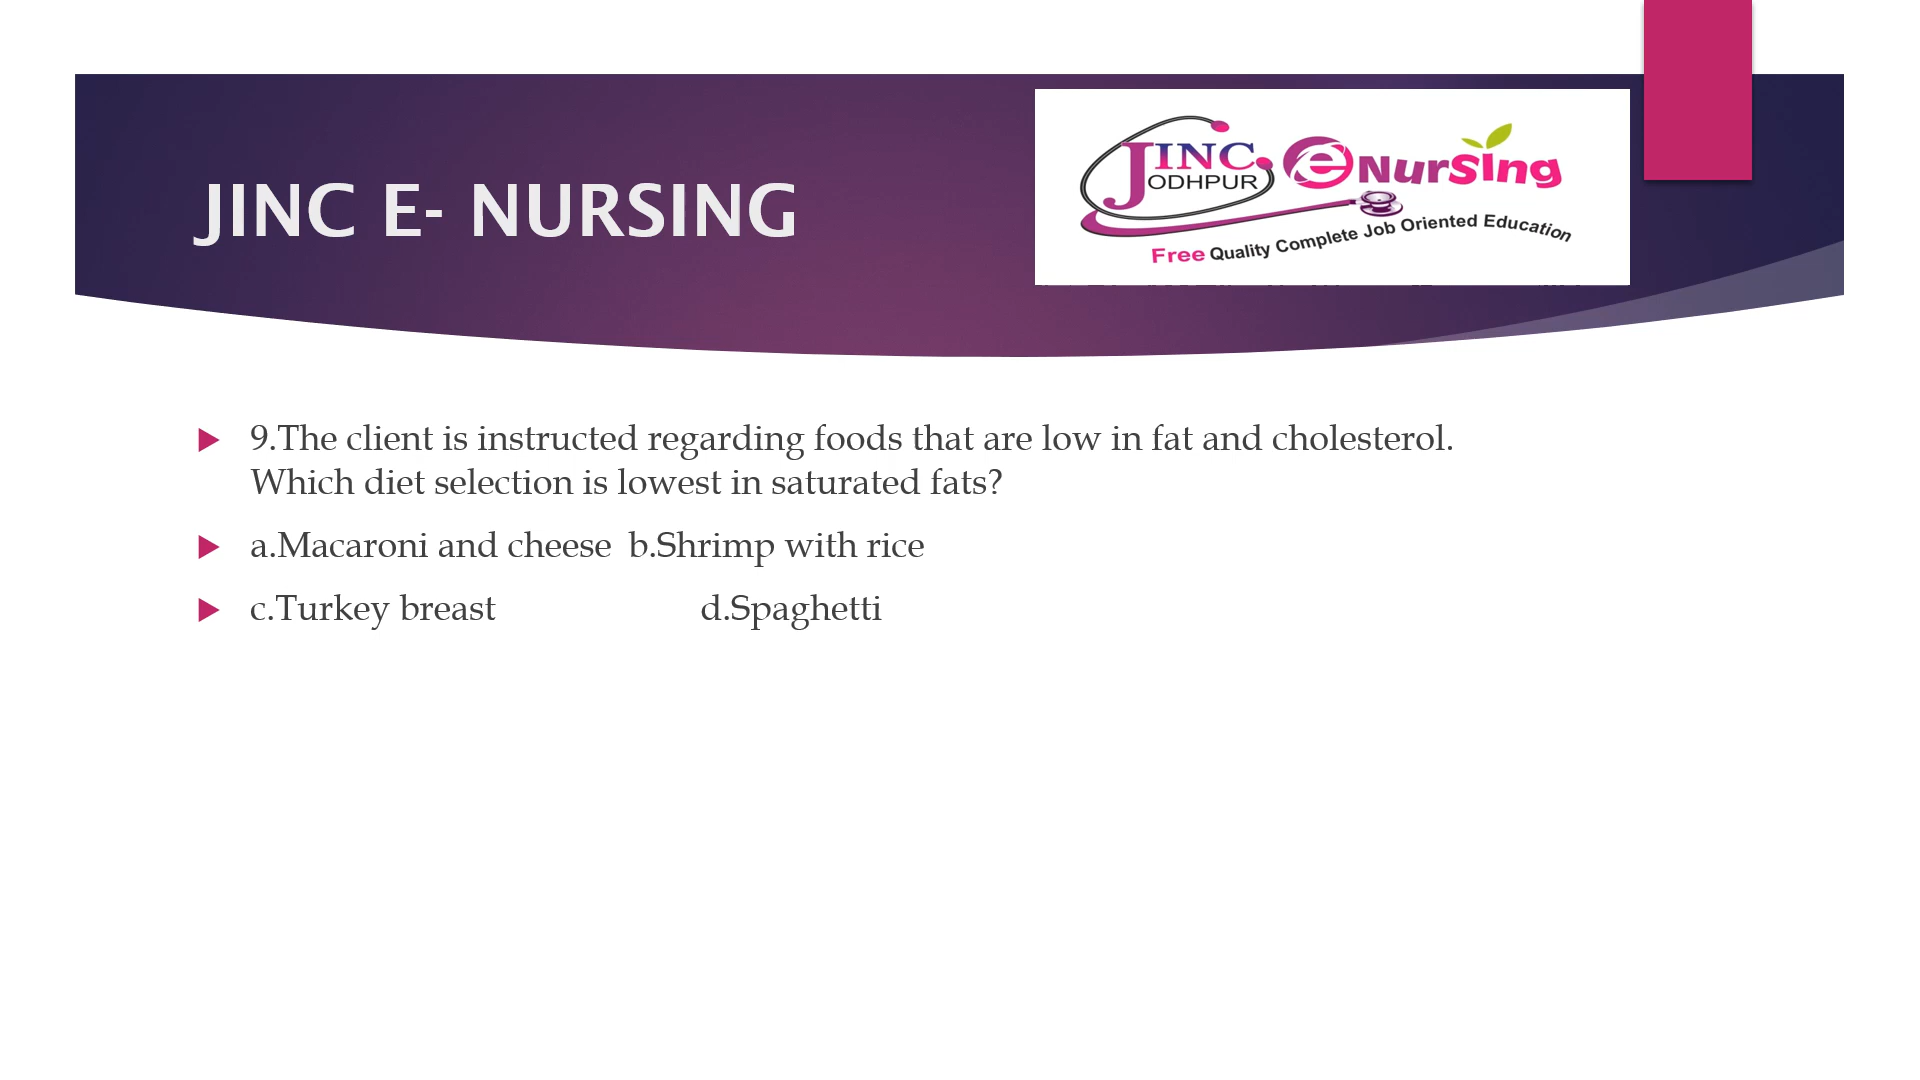 JINC E- NURSING
JINC. eNursing
ODHPUR
Free Quality Complete Job Oriented Education
9.The client is instructed regarding foods that are low in fat and cholesterol.
Which diet selection is lowest in saturated fats?
a.Macaroni and cheese b.Shrimp with rice
c.Turkey breast d.Spaghetti